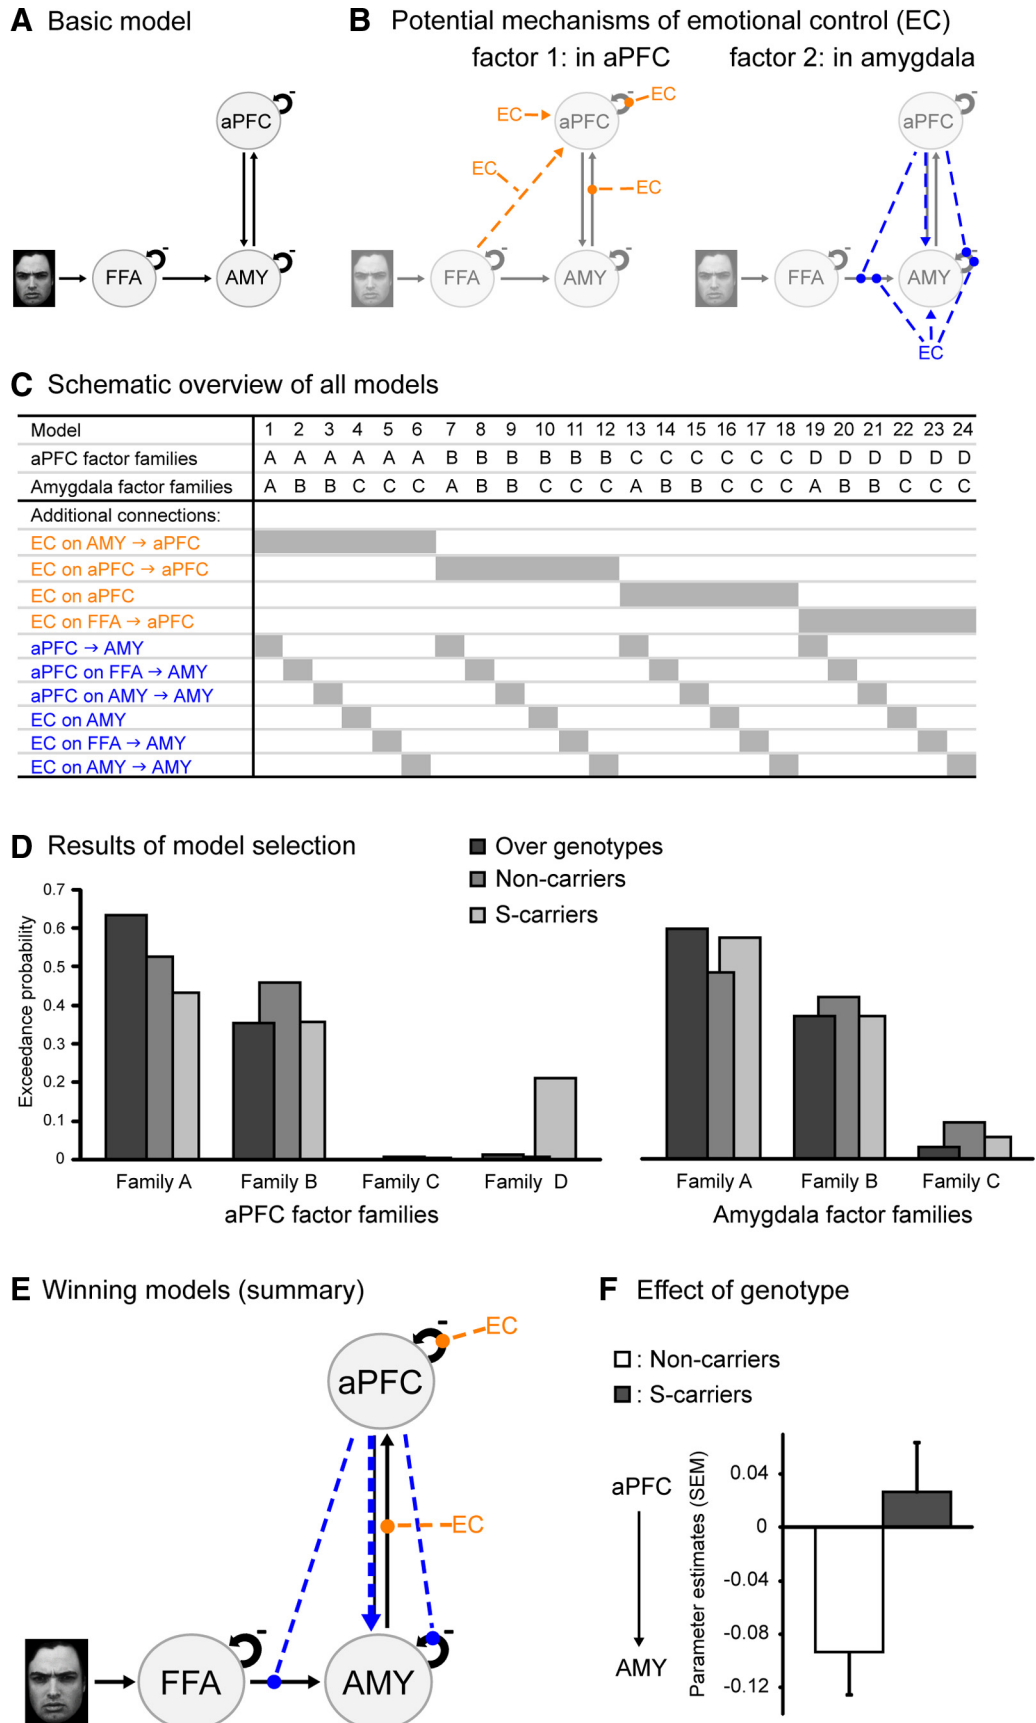 A Basic model
B Potential mechanisms of emotional control (EC)
factor 1: in aPFC
factor 2: in amygdala
aPFC
-
FFA
-
AMY
-
EC
aPFC
-
EC
EC
EC
FFA
-
AMY
-
aPFC
-
FFA
-
AMY
-
EC
C Schematic overview of all models
Model 1 2 3 4 5 6 7 8 9 10 11 12 13 14 15 16 17 18 19 20 21 22 23 24
aPFC factor families A A A A A A B B B B B B C C C C C C D D D D D D
Amygdala factor families A B B C C C A B B C C C A B B C C C A B B C C C
Additional connections:
EC on AMY → aPFC
EC on aPFC → aPFC
EC on aPFC
EC on FFA → aPFC
aPFC → AMY
aPFC on FFA → AMY
aPFC on AMY → AMY
EC on AMY
EC on FFA → AMY
EC on AMY → AMY
D Results of model selection
Over genotypes
Non-carriers
S-carriers
Exceedance probability
0.7
0.6
0.5
0.4
0.3
0.2
0.1
0
Family A Family B Family C Family D
aPFC factor families
Family A Family B Family C
Amygdala factor families
E Winning models (summary)
EC
-
aPFC
EC
FFA
-
AMY
-
F Effect of genotype
: Non-carriers
: S-carriers
aPFC
AMY
Parameter estimates (SEM)
0.04
0
-0.04
-0.08
-0.12